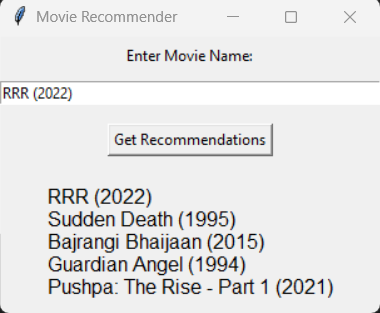 Movie Recommender
Enter Movie Name:
RRR (2022)
Get Recommendations
RRR (2022)
Sudden Death (1995)
Bajrangi Bhaijaan (2015)
Guardian Angel (1994)
Pushpa: The Rise - Part 1 (2021)